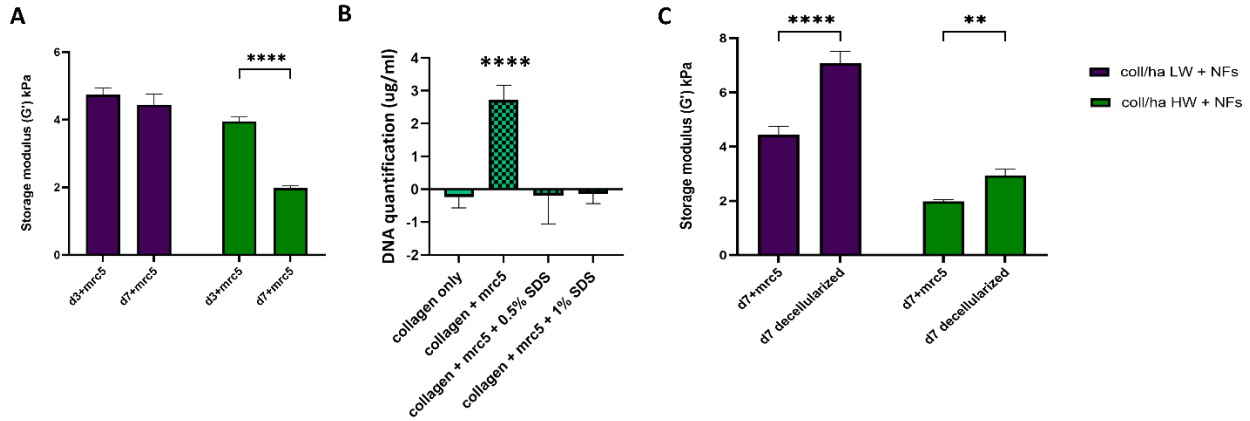 A
Storage modulus (G') kPa
6
4
2
0
****
d3+mrc5
d7+mrc5
d3+mrc5
d7+mrc5
B
DNA quantification (ug/ml)
4
3
2
1
0
-1
-2
****
collagen only
collagen + mrc5
collagen + mrc5 + 0.5% SDS
collagen + mrc5 + 1% SDS
C
Storage modulus (G') kPa
8
6
4
2
0
****
**
d7+mrc5
d7 decellularized
d7+mrc5
d7 decellularized
coll/ha LW + NFs
coll/ha HW + NFs